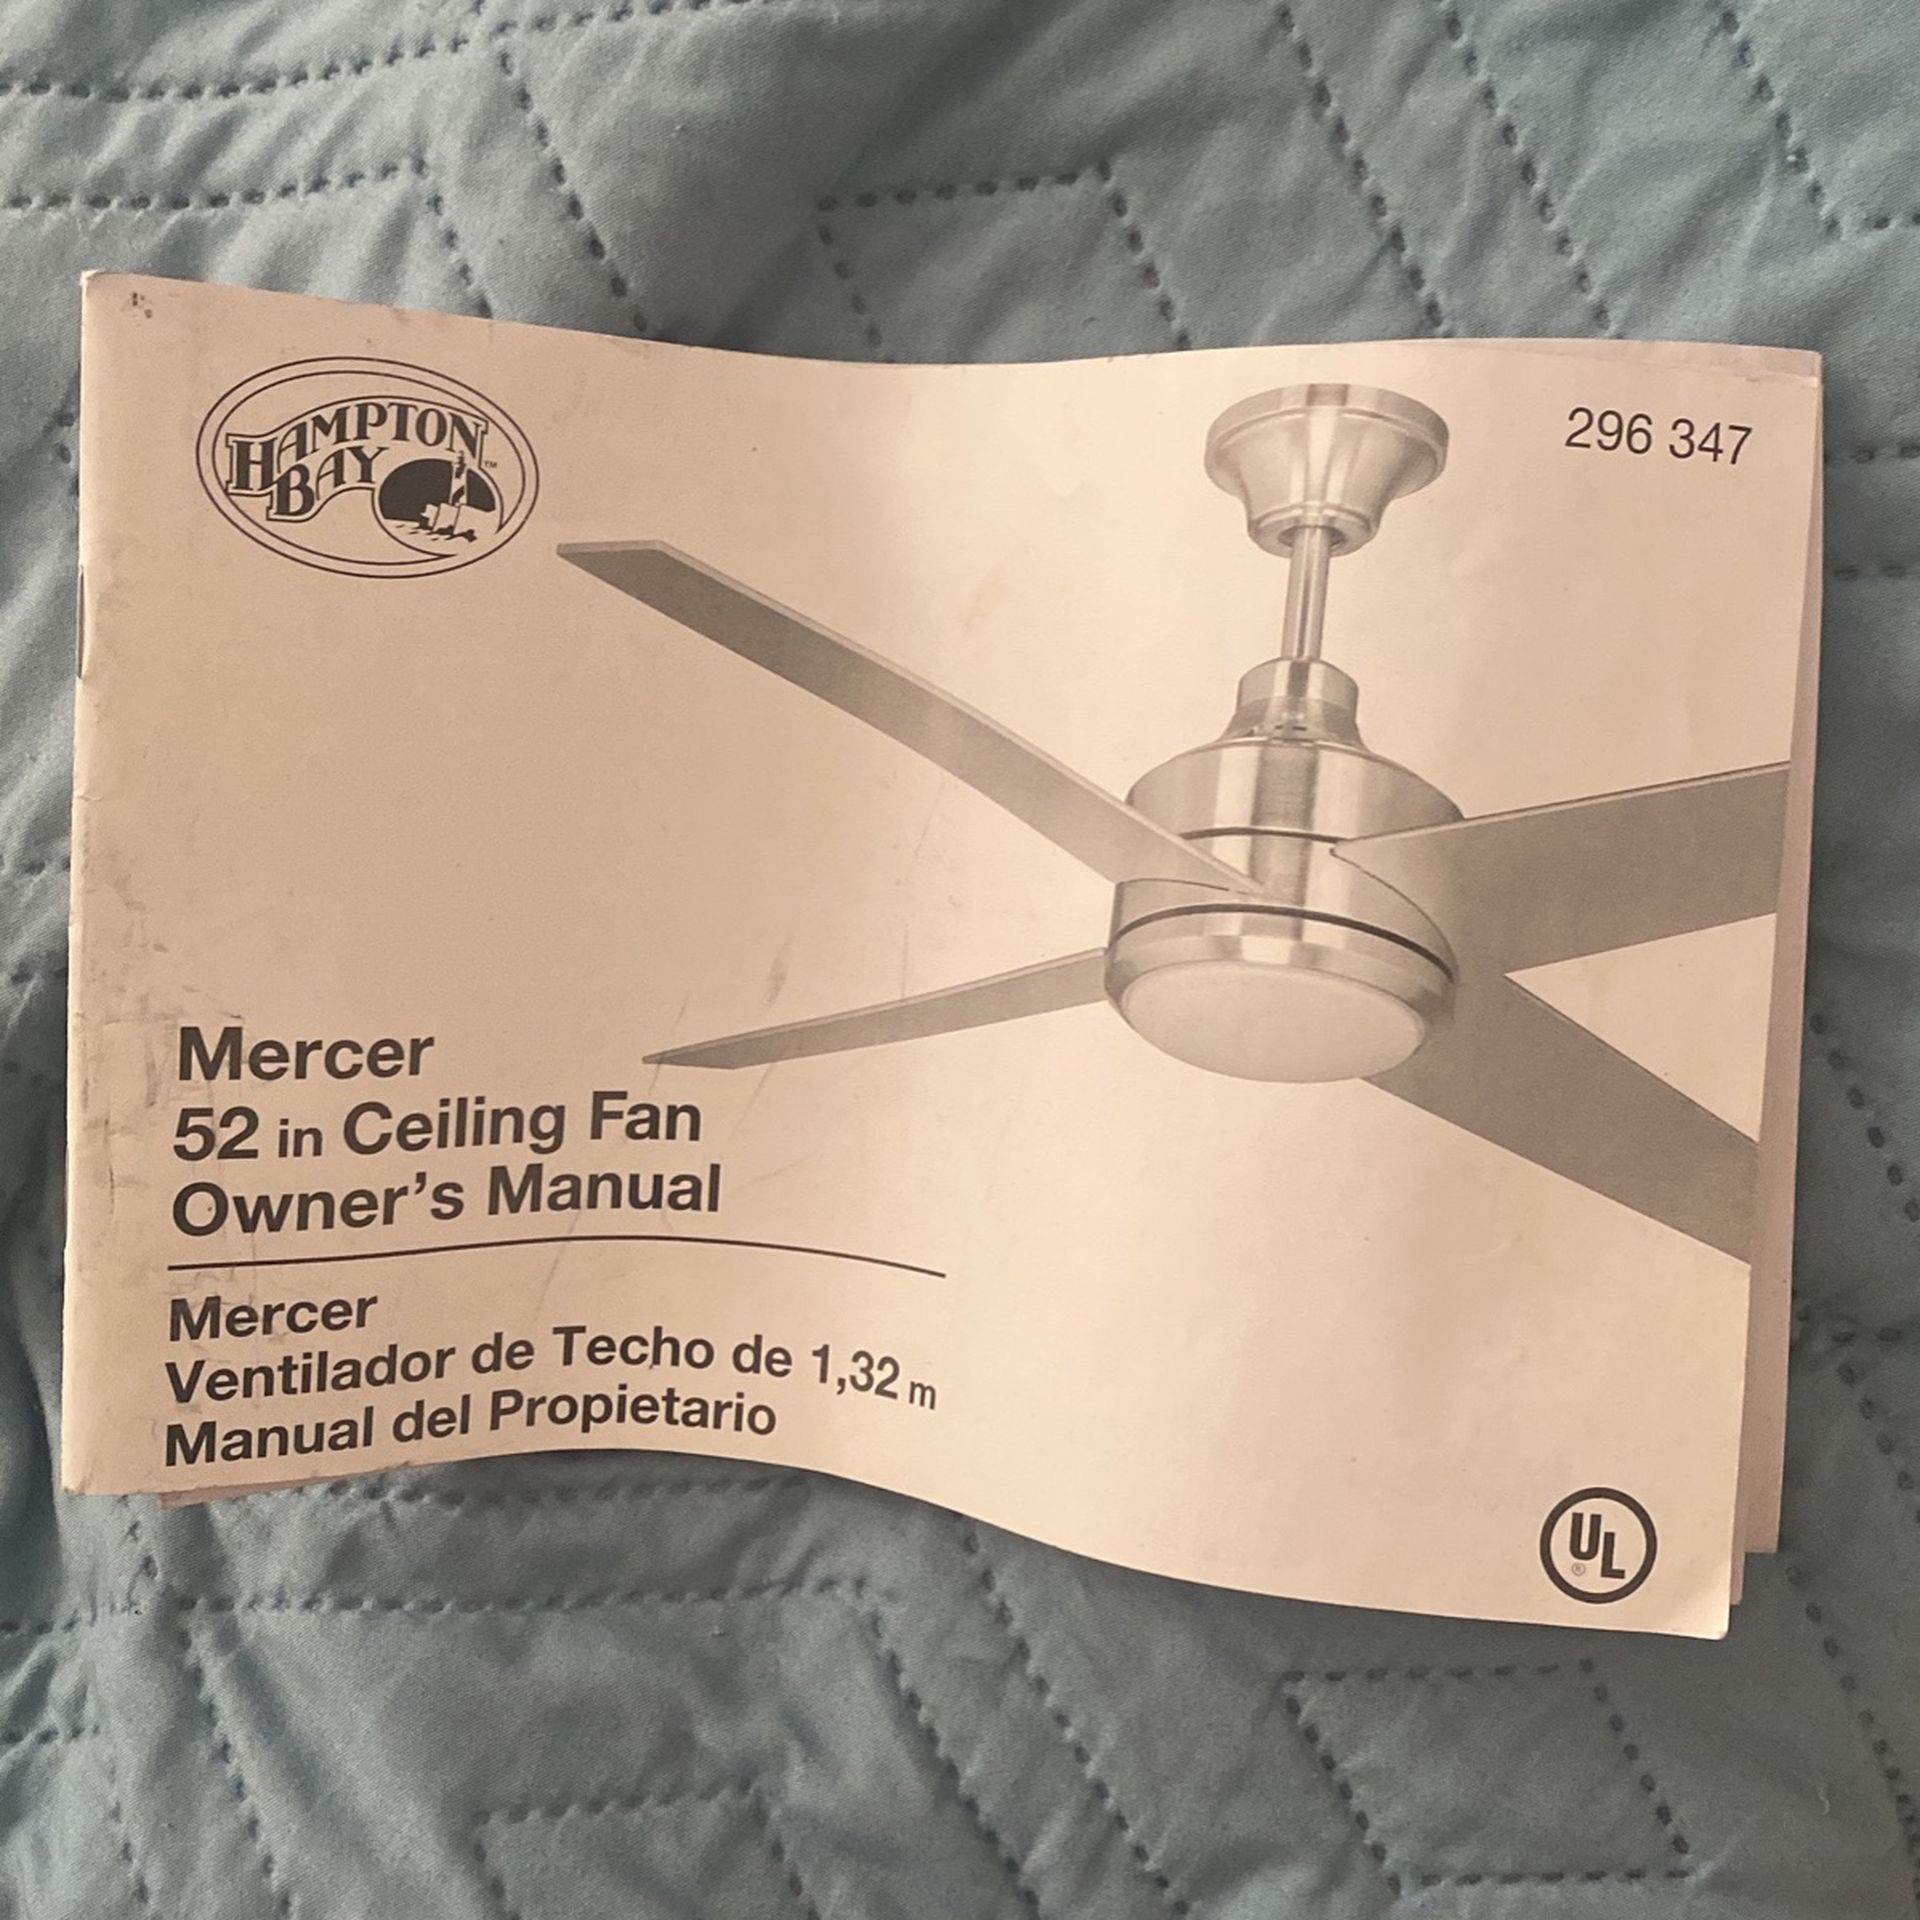 HAMPTON
BAY ™
296 347
Mercer
52 in Ceiling Fan
Owner's Manual
Mercer
Ventilador de Techo de 1,32 m
Manual del Propietario
UL
®